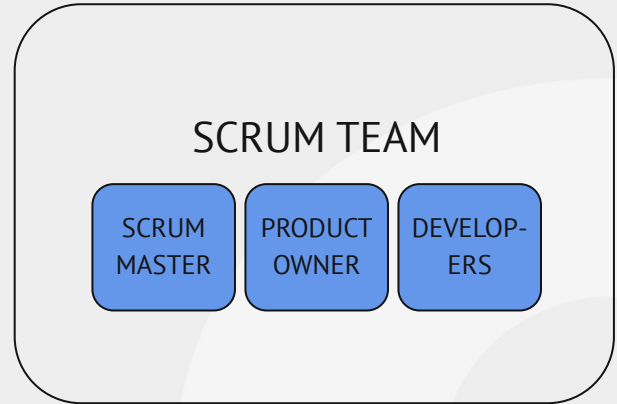 SCRUM TEAM
SCRUM
MASTER
PRODUCT
OWNER
DEVELOP-
ERS